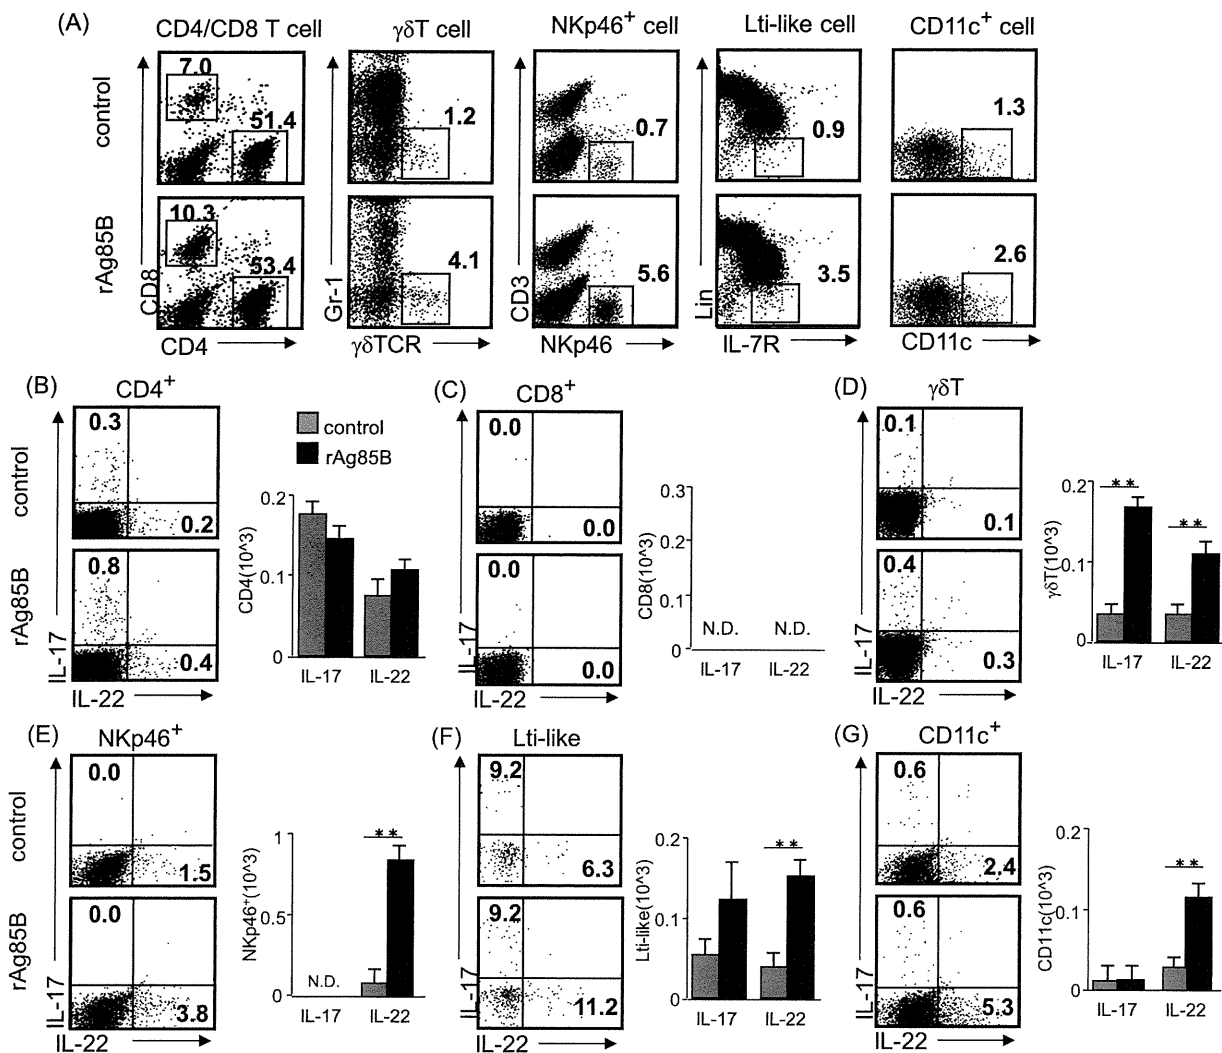 (A)
CD4/CD8 T cell
γδT cell
NKp46+ cell
Lti-like cell
CD11c+ cell
control
7.0
51.4
1.2
0.7
0.9
1.3
rAg85B
10.3
53.4
4.1
5.6
3.5
2.6
CD8
Gr-1
CD3
Lin
CD4
γδTCR
NKp46
IL-7R
CD11c
(B)
CD4+
control
0.3
0.2
rAg85B
0.8
0.4
IL-17
IL-22
control
rAg85B
CD4(10^3)
0.2
0.1
0
IL-17
IL-22
(C)
CD8+
0.0
0.0
0.0
0.0
IL-17
IL-22
CD8(10^3)
0.3
0.2
0.1
0
N.D.
N.D.
IL-17
IL-22
(D)
γδT
0.1
0.1
0.4
0.3
IL-17
IL-22
γδT(10^3)
0.2
0.1
0
**
**
IL-17
IL-22
(E)
NKp46+
control
0.0
1.5
rAg85B
0.0
3.8
IL-17
IL-22
NKp46+(10^3)
1
0.5
0
N.D.
**
IL-17
IL-22
(F)
Lti-like
9.2
6.3
9.2
11.2
IL-17
IL-22
Lti-like(10^3)
0.2
0.1
0
**
IL-17
IL-22
(G)
CD11c+
0.6
2.4
0.6
5.3
IL-17
IL-22
CD11c(10^3)
0.2
0.1
0
**
IL-17
IL-22